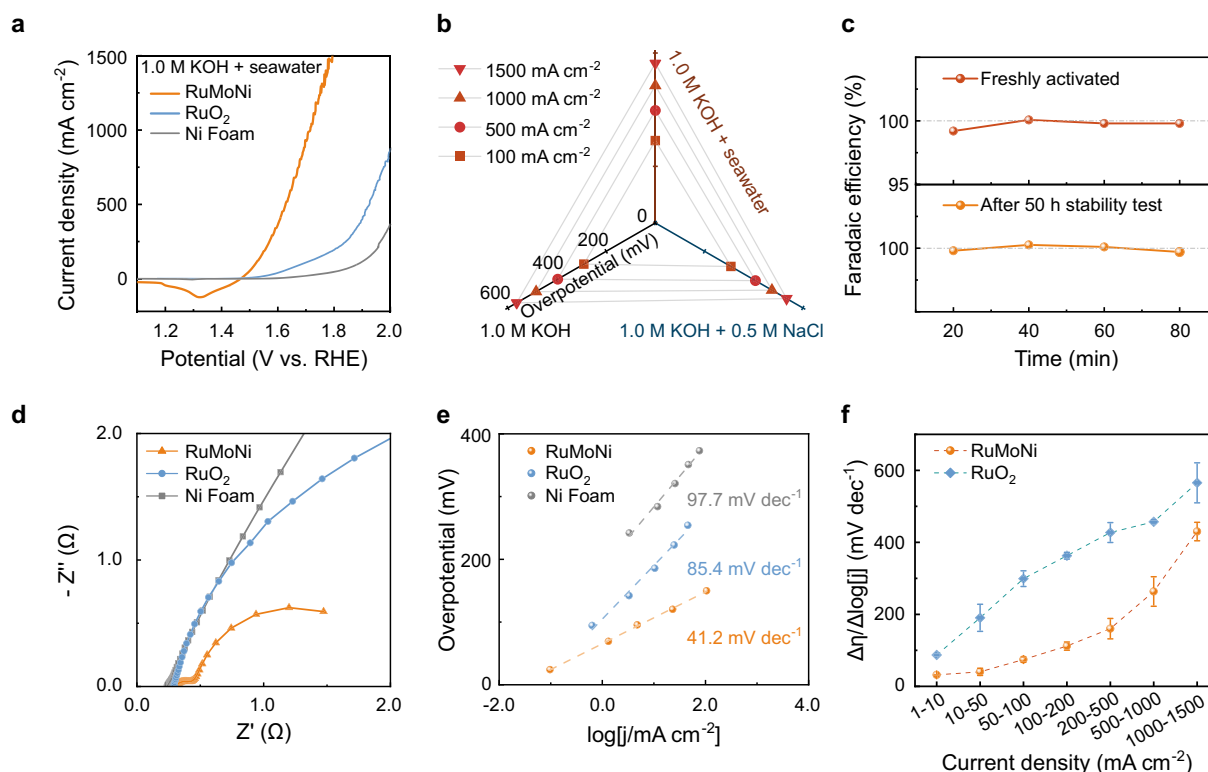 a
1500
1000
500
0
1.2
1.4
1.6
1.8
2.0
Current density (mA cm⁻²)
Potential (V vs. RHE)
1.0 M KOH + seawater
RuMoNi
RuO₂
Ni Foam
b
1500 mA cm⁻²
1000 mA cm⁻²
500 mA cm⁻²
100 mA cm⁻²
1.0 M KOH + seawater
0
200
400
600
Overpotential (mV)
1.0 M KOH
1.0 M KOH + 0.5 M NaCl
c
Faradaic efficiency (%)
Freshly activated
100
95
After 50 h stability test
100
20
40
60
80
Time (min)
d
2.0
1.0
0.0
- Z'' (Ω)
RuMoNi
RuO₂
Ni Foam
0.0
1.0
2.0
Z' (Ω)
e
400
200
0
Overpotential (mV)
RuMoNi
RuO₂
Ni Foam
97.7 mV dec⁻¹
85.4 mV dec⁻¹
41.2 mV dec⁻¹
-2.0
0.0
2.0
4.0
log[j/mA cm⁻²]
f
600
400
200
0
Δη/Δlog[j] (mV dec⁻¹)
RuMoNi
RuO₂
1-10
10-50
50-100
100-200
200-500
500-1000
1000-1500
Current density (mA cm⁻²)